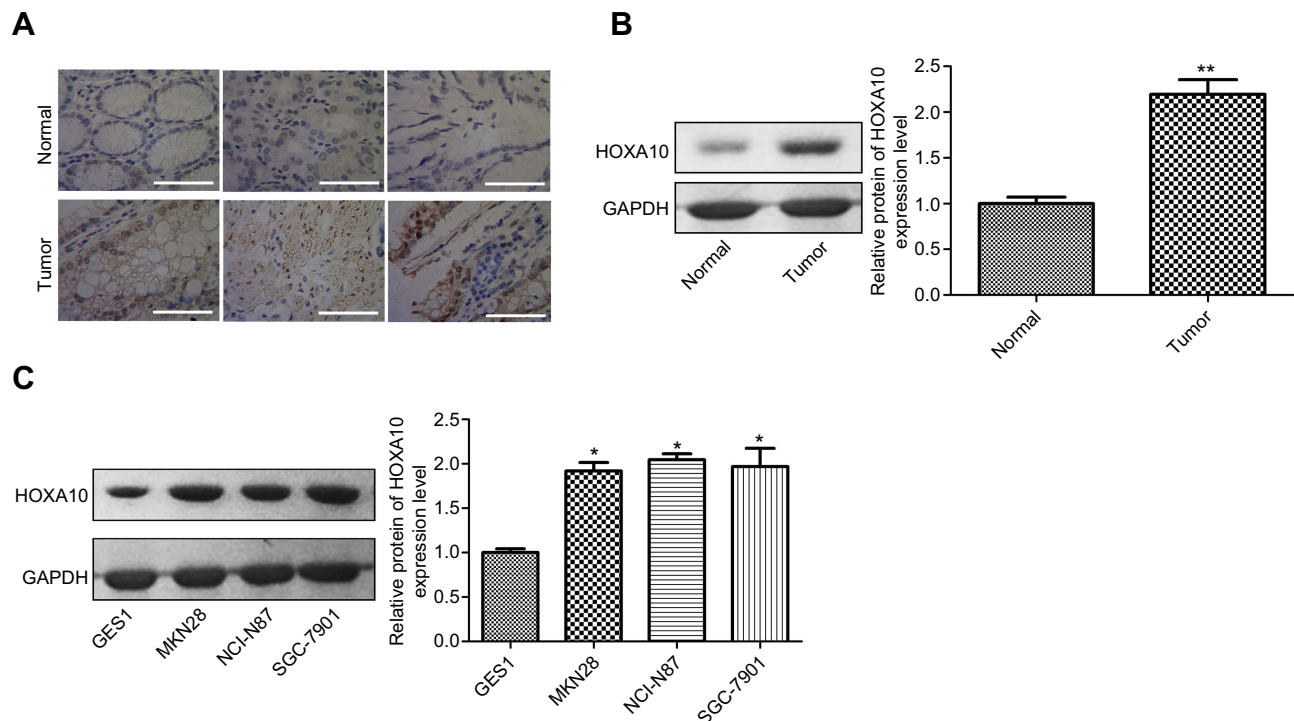 A
Normal
Tumor
B
HOXA10
GAPDH
Normal
Tumor
Relative protein of HOXA10
expression level
2.5
2.0
2.5
1.0
0.5
0.0
**
Normal
Tumor
C
HOXA10
GAPDH
GES1
MKN28
NCI-N87
SGC-7901
Relative protein of HOXA10
expression level
2.5
2.0
1.5
1.0
0.5
0.0
*
*
*
GES1
MKN28
NCI-N87
SGC-7901